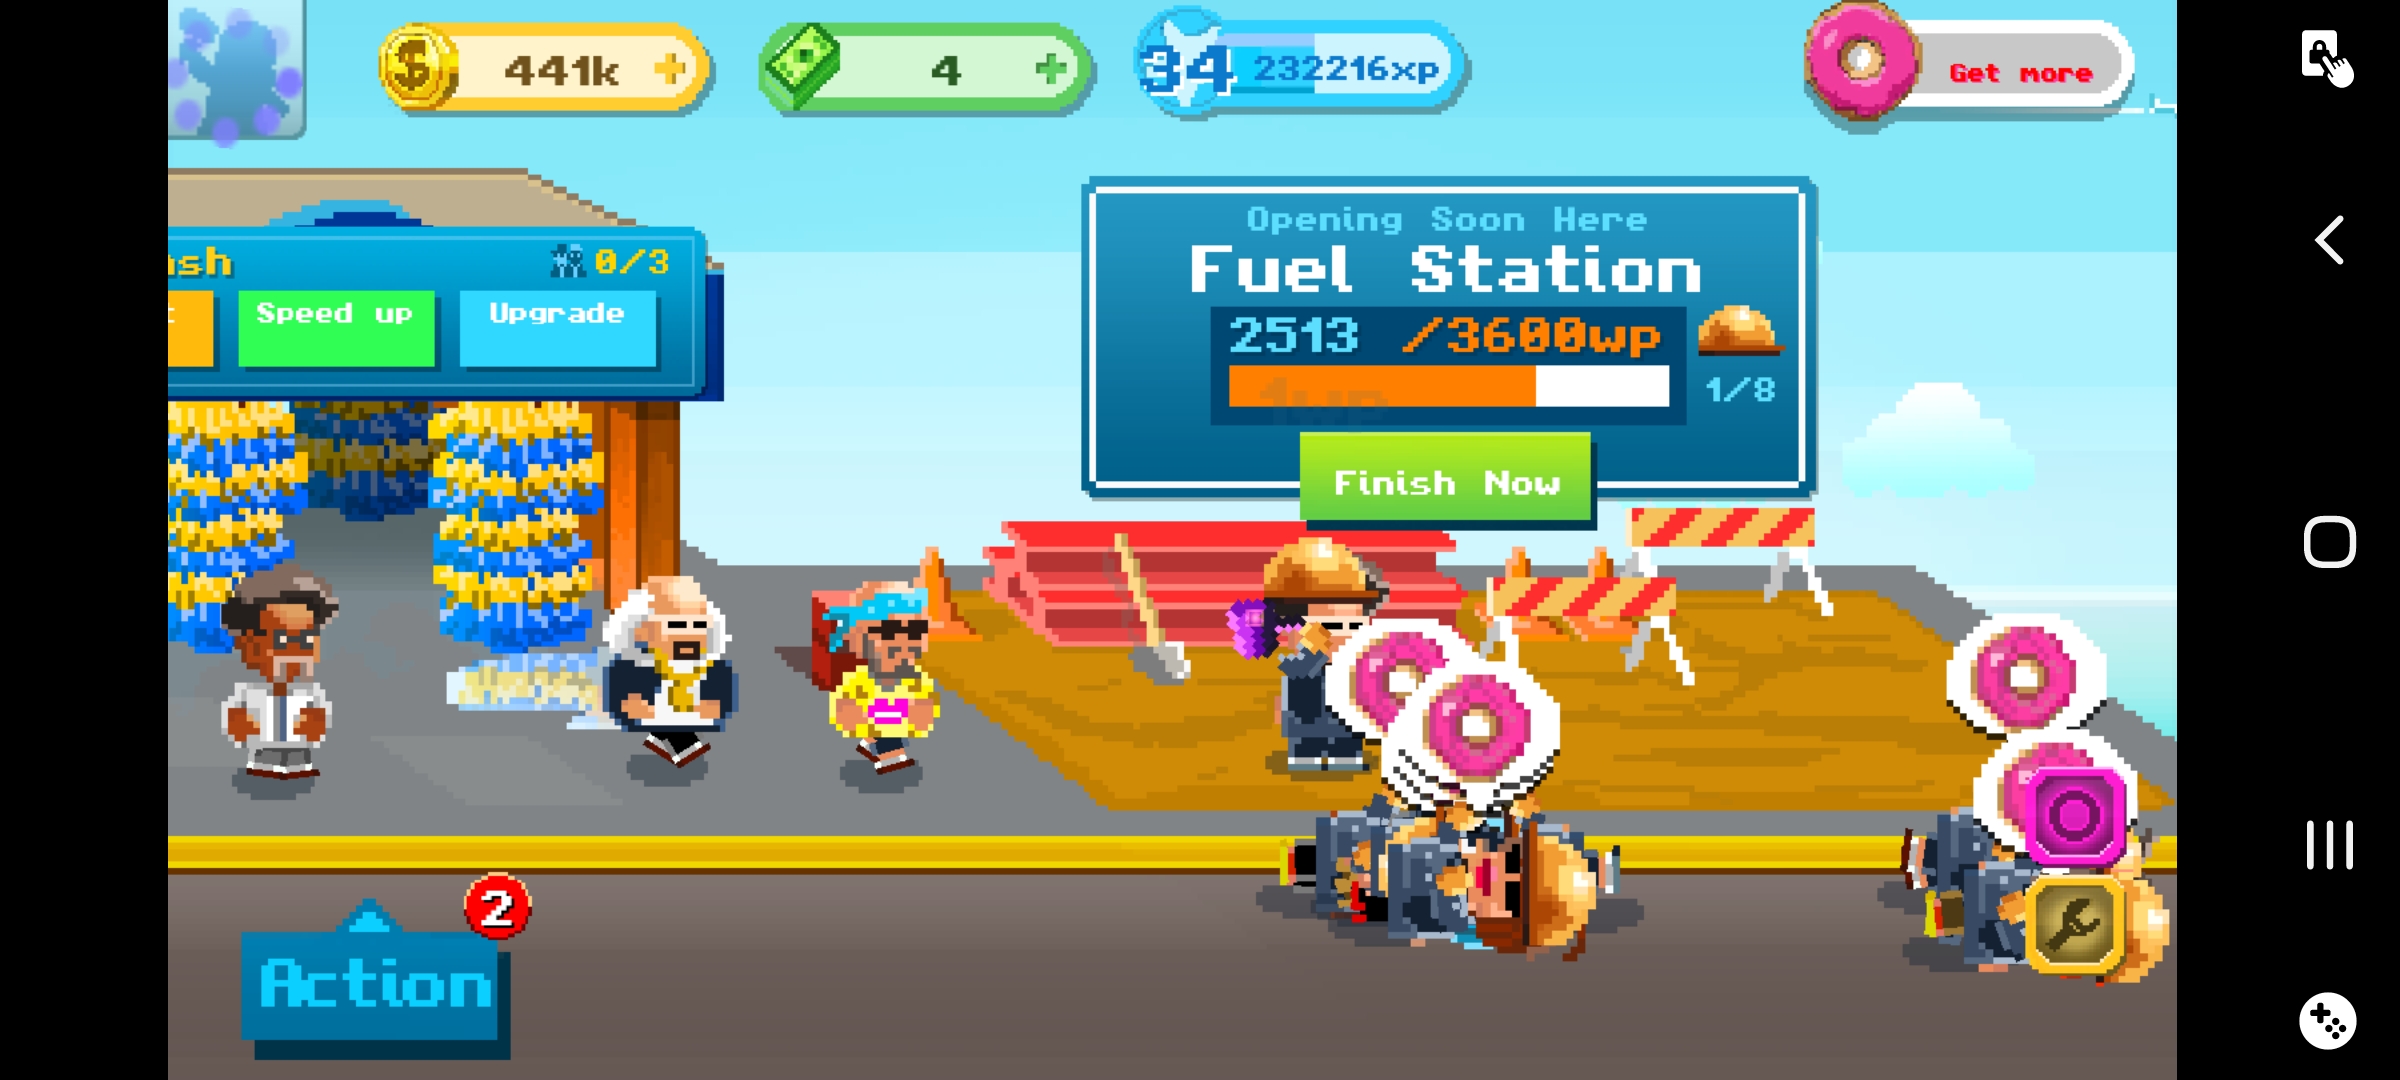 441k +
4 +
34 232216xp
Get more
0/3
Speed up
Upgrade
Opening Soon Here
Fuel Station
2513 /3600wp
1wp
1/8
Finish Now
2
Action